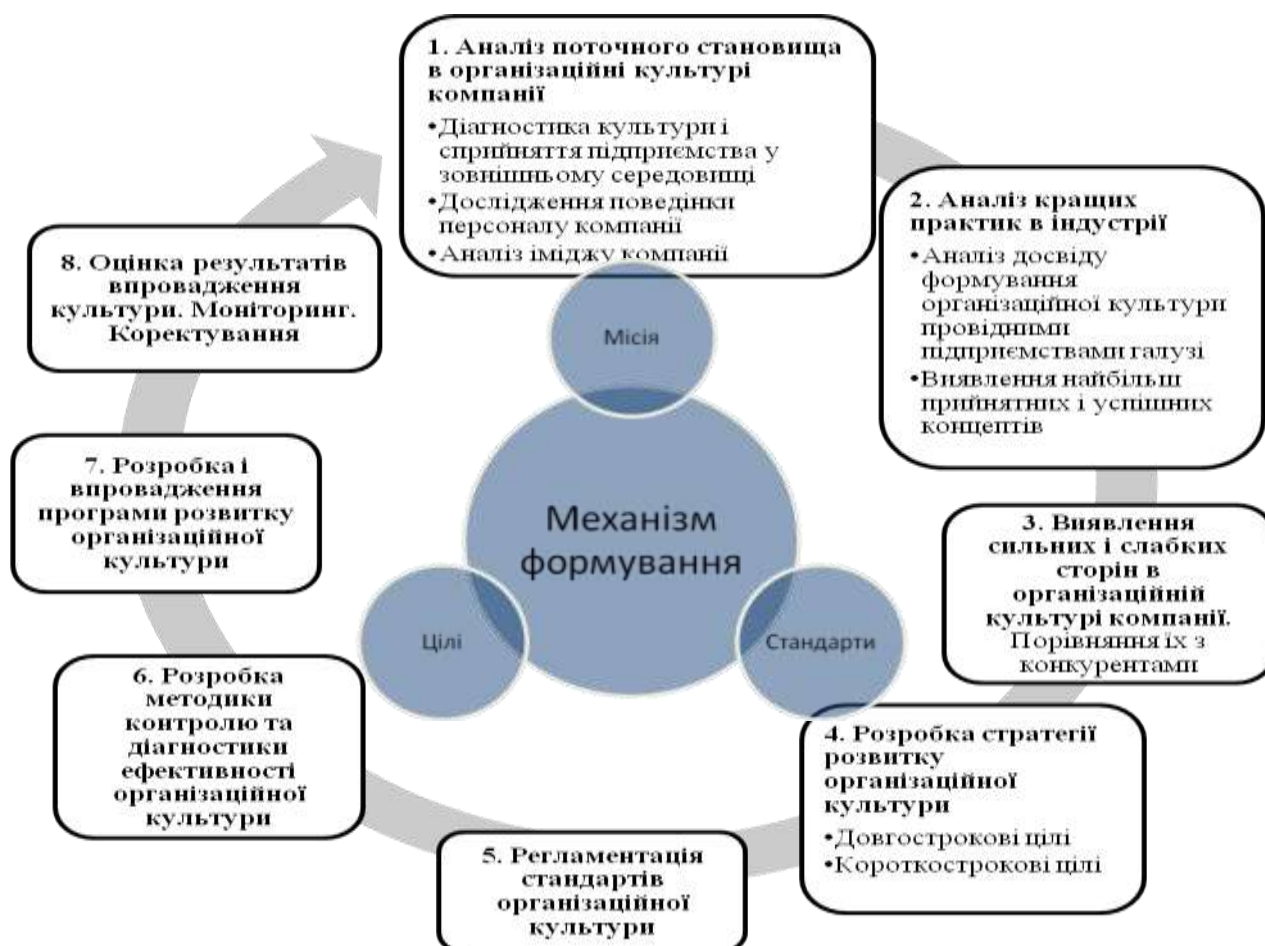 1. Аналіз поточного становища
в організаційні культурі
компанії
•Діагностика культури і
сприйняття підприємства у
зовнішньому середовищі
•Дослідження поведінки
персоналу компанії
•Аналіз іміджу компанії
2. Аналіз кращих
практик в індустрії
•Аналіз досвіду
формування
організаційної культури
провідними
підприємствами галузі
•Виявлення найбільш
прийнятних і успішних
концептів
3. Виявлення
сильних і слабких
сторін в
організаційній
культурі компанії.
Порівняння їх з
конкурентами
4. Розробка стратегії
розвитку
організаційної
культури
•Довгострокові цілі
•Короткострокові цілі
5. Регламентація
стандартів
організаційної
культури
6. Розробка
методики
контролю та
діагностики
ефективності
організаційної
культури
7. Розробка і
впровадження
програми розвитку
організаційної
культури
8. Оцінка результатів
впровадження
культури. Моніторинг.
Коректування
Місія
Механізм
формування
Цілі
Стандарти